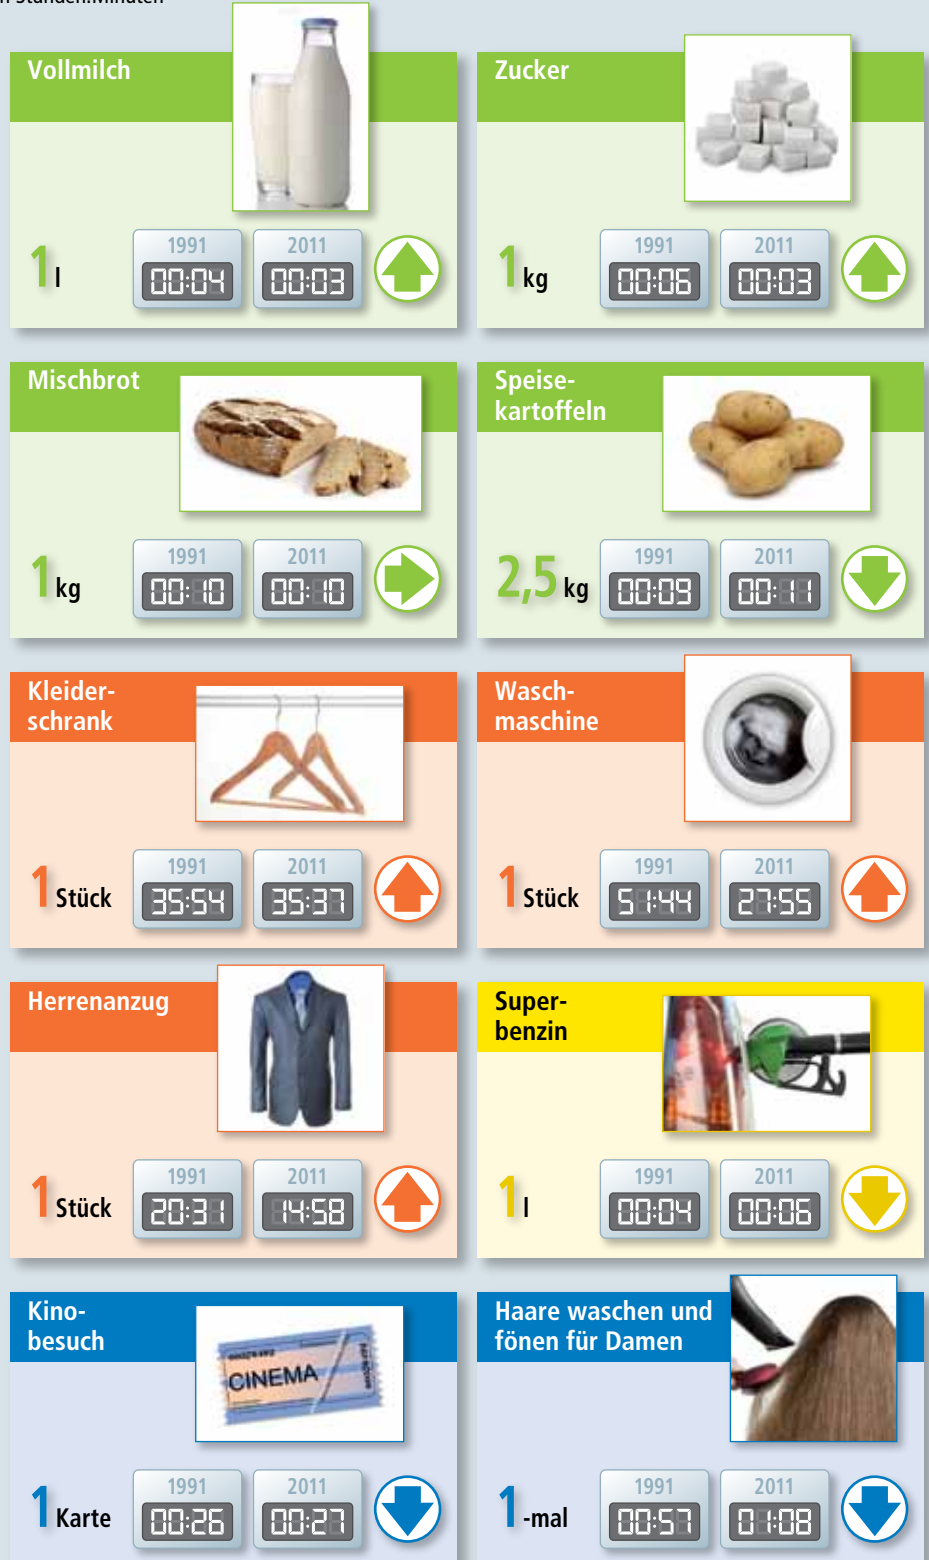 n Stunden:Minuten
Vollmilch
1 l
1991
00:04
2011
00:03
Zucker
1 kg
1991
00:06
2011
00:03
Mischbrot
1 kg
1991
00:10
2011
00:10
Speise-
kartoffeln
2,5 kg
1991
00:09
2011
00:11
Kleider-
schrank
1 Stück
1991
35:54
2011
35:37
Wasch-
maschine
1 Stück
1991
51:44
2011
27:55
Herrenanzug
1 Stück
1991
20:31
2011
14:58
Super-
benzin
1 l
1991
00:04
2011
00:06
Kino-
besuch
CINEMA
1 Karte
1991
00:26
2011
00:27
Haare waschen und
fönen für Damen
1-mal
1991
00:57
2011
01:08